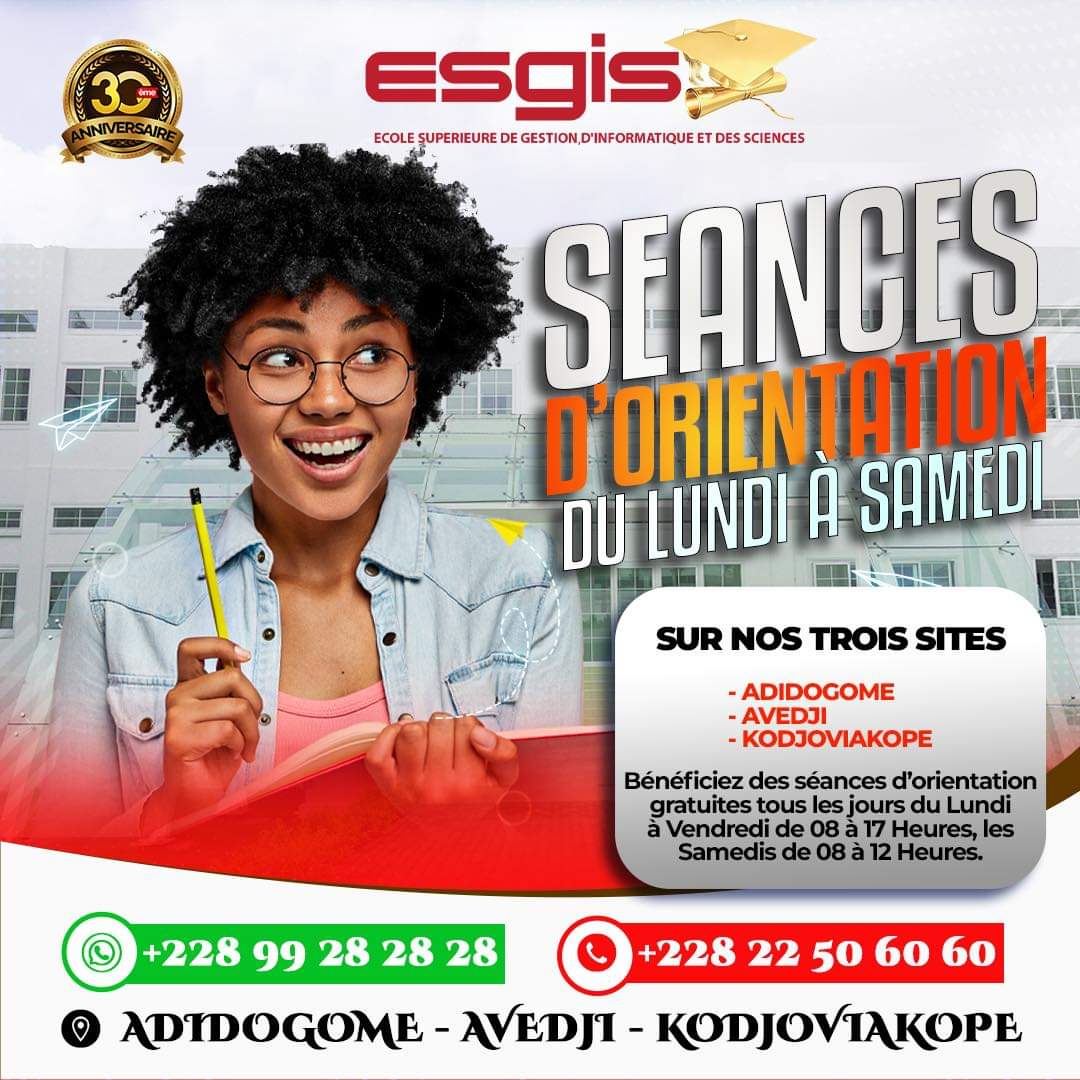 30ème
ANNIVERSAIRE
esgis
ECOLE SUPERIEURE DE GESTION,D'INFORMATIQUE ET DES SCIENCES
SEANCES
D'ORIENTATION
DU LUNDI À SAMEDI
SUR NOS TROIS SITES
- ADIDOGOME
- AVEDJI
- KODJOVIAKOPE
Bénéficiez des séances d'orientation
gratuites tous les jours du Lundi
à Vendredi de 08 à 17 Heures, les
Samedis de 08 à 12 Heures.
+228 99 28 28 28
+228 22 50 60 60
ADIDOGOME - AVEDJI - KODJOVIAKOPE